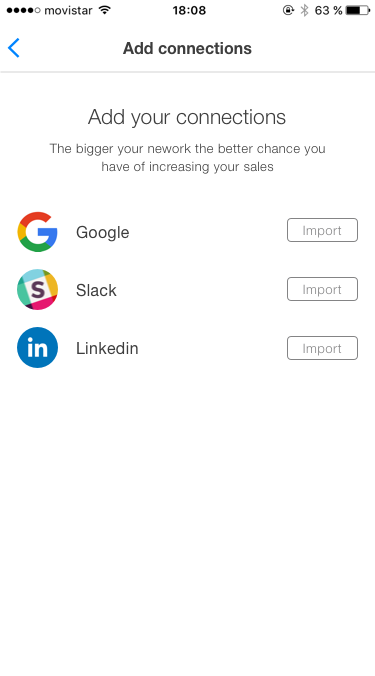 movistar 18:08 63 %
Add connections
Add your connections
The bigger your nework the better chance you
have of increasing your sales
G Google Import
S Slack Import
in Linkedin Import